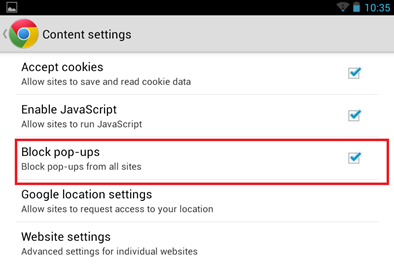 10:35
Content settings
Accept cookies
Allow sites to save and read cookie data
Enable JavaScript
Allow sites to run JavaScript
Block pop-ups
Block pop-ups from all sites
Google location settings
Allow sites to request access to your location
Website settings
Advanced settings for individual websites